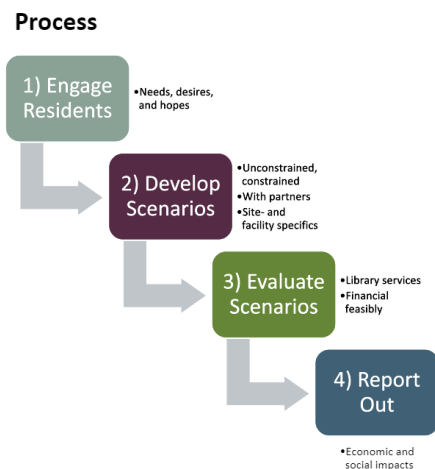 Process
1) Engage
Residents
•Needs, desires,
and hopes
2) Develop
Scenarios
•Unconstrained,
constrained
•With partners
•Site- and
facility specifics
3) Evaluate
Scenarios
•Library services
•Financial
feasibly
4) Report
Out
•Economic and
social impacts